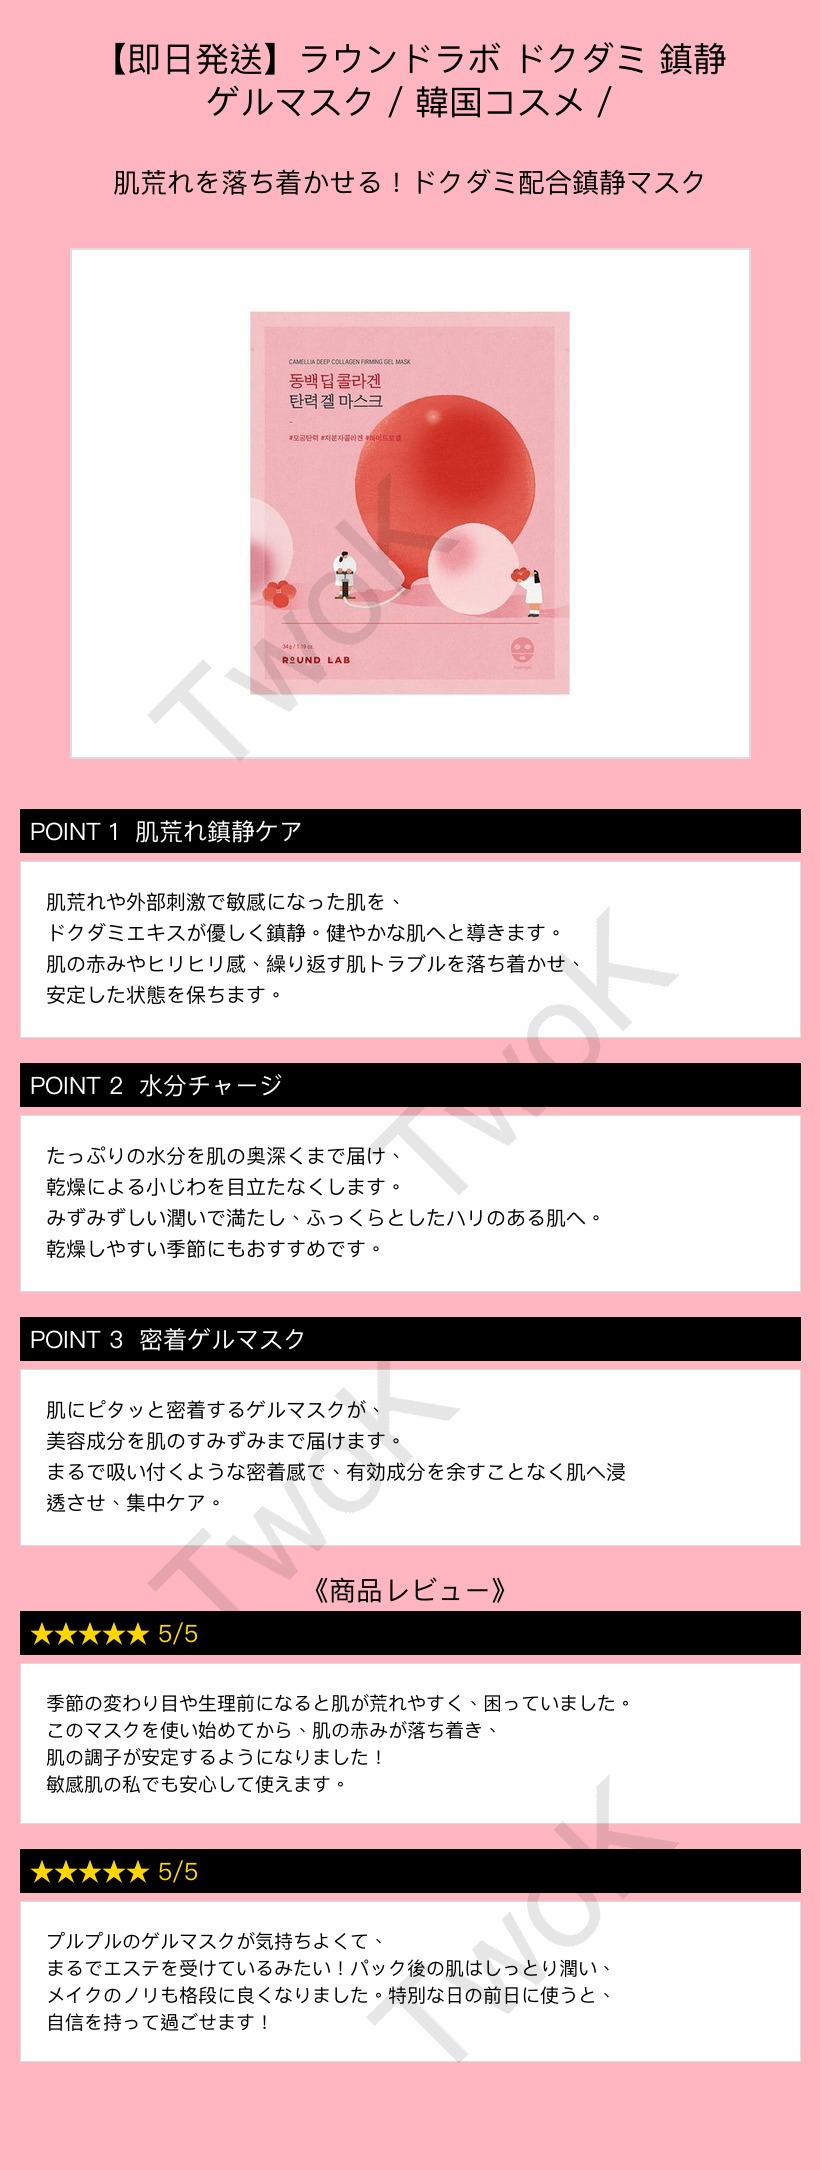 【即日発送】ラウンドラボ ドクダミ 鎮静
ゲルマスク / 韓国コスメ /
肌荒れを落ち着かせる！ドクダミ配合鎮静マスク
CAMELLIA DEEP COLLAGEN FIRMING GEL MASK
동백 딥 콜라겐
탄력 겔 마스크
-
#모공탄력 #저분자콜라겐 #하이드로겔
34g / 1.19 oz.
ROUND LAB
TwoK
POINT 1 肌荒れ鎮静ケア
肌荒れや外部刺激で敏感になった肌を、
ドクダミエキスが優しく鎮静。健やかな肌へと導きます。
肌の赤みやヒリヒリ感、繰り返す肌トラブルを落ち着かせ、
安定した状態を保ちます。
TwoK
POINT 2 水分チャージ
たっぷりの水分を肌の奥深くまで届け、
乾燥による小じわを目立たなくします。
みずみずしい潤いで満たし、ふっくらとしたハリのある肌へ。
乾燥しやすい季節にもおすすめです。
POINT 3 密着ゲルマスク
肌にピタッと密着するゲルマスクが、
美容成分を肌のすみずみまで届けます。
まるで吸い付くような密着感で、有効成分を余すことなく肌へ浸
透させ、集中ケア。
TwoK
《商品レビュー》
★★★★★ 5/5
季節の変わり目や生理前になると肌が荒れやすく、困っていました。
このマスクを使い始めてから、肌の赤みが落ち着き、
肌の調子が安定するようになりました！
敏感肌の私でも安心して使えます。
TwoK
★★★★★ 5/5
プルプルのゲルマスクが気持ちよくて、
まるでエステを受けているみたい！パック後の肌はしっとり潤い、
メイクのノリも格段に良くなりました。特別な日の前日に使うと、
自信を持って過ごせます！